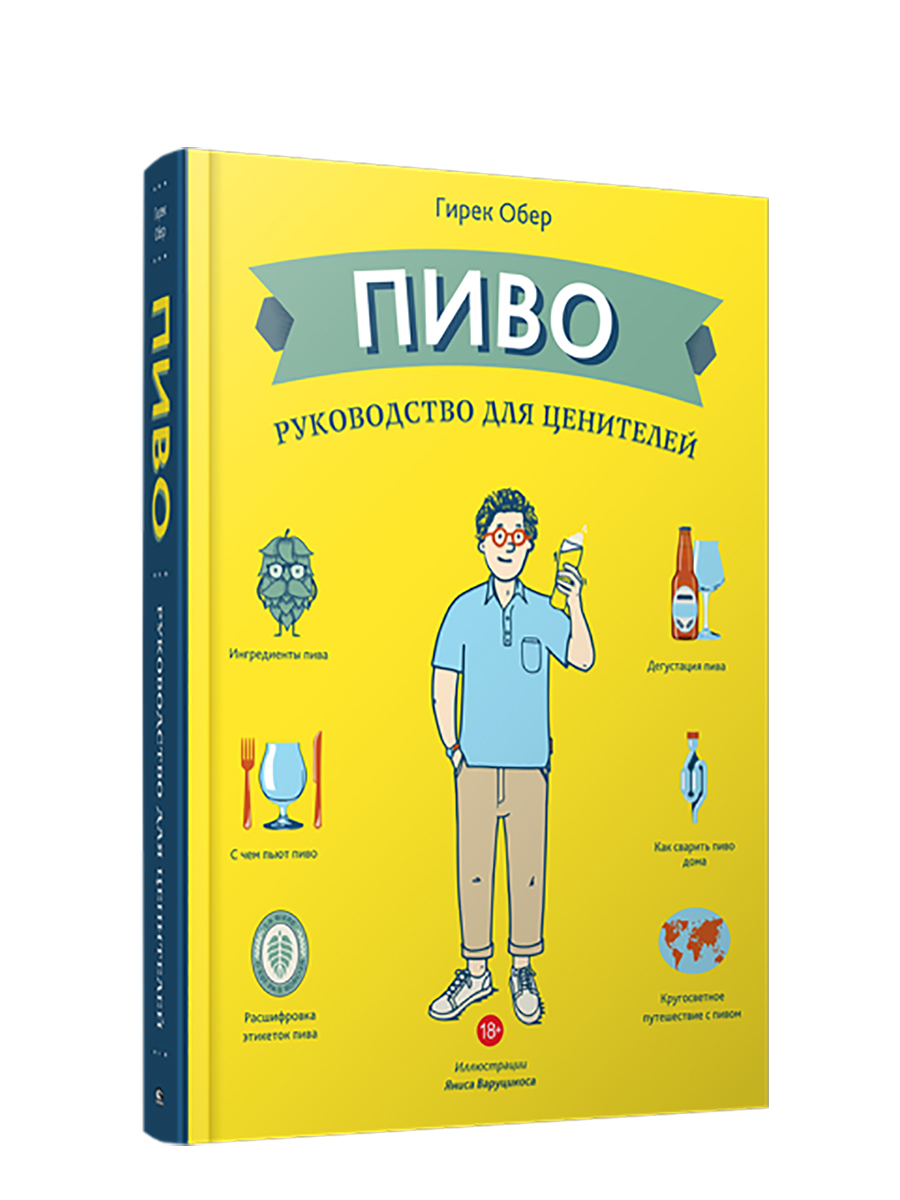 Гирек Обер
ПИВО
РУКОВОДСТВО ДЛЯ ЦЕНИТЕЛЕЙ
Ингредиенты пива
Дегустация пива
С чем пьют пиво
Как сварить пиво
дома
Расшифровка
этикеток пива
Кругосветное
путешествие с пивом
18+
Иллюстрации
Яниса Варуцикоса
Гирек
Обер
ПИВО
РУКОВОДСТВО ДЛЯ ЦЕНИТЕЛЕЙ